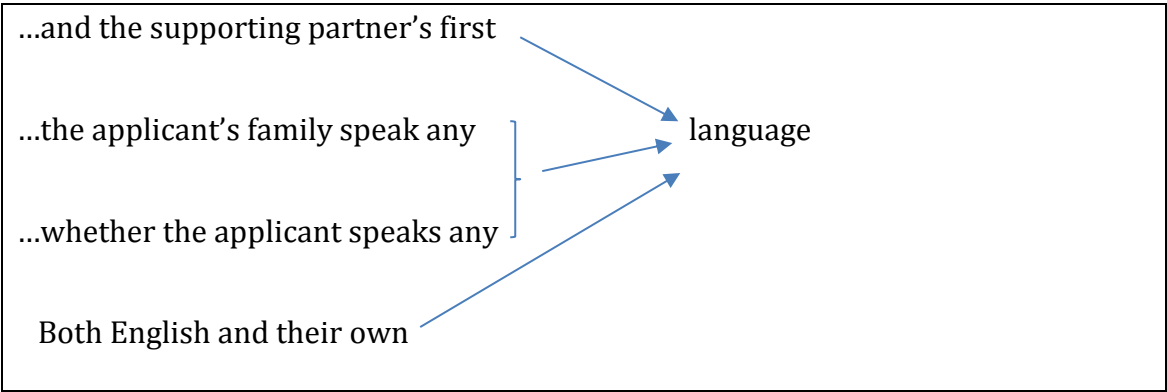 …and the supporting partner’s first
…the applicant’s family speak any
language
…whether the applicant speaks any
Both English and their own